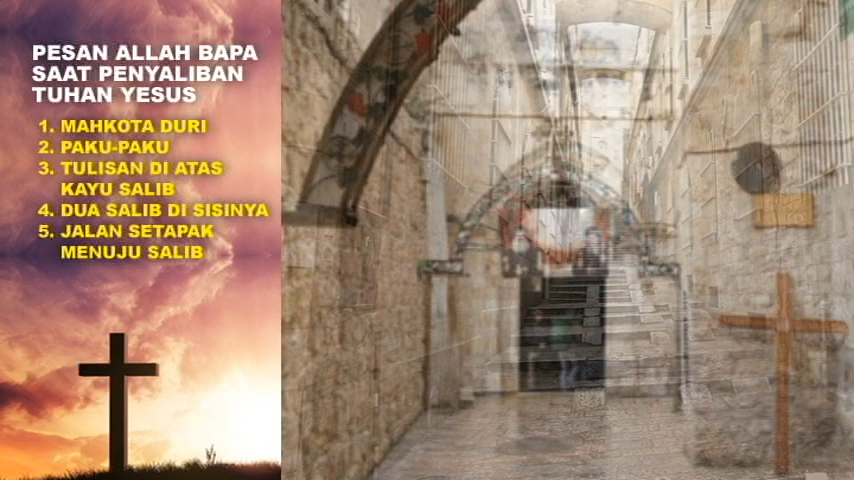 PESAN ALLAH BAPA
SAAT PENYALIBAN
TUHAN YESUS
1. MAHKOTA DURI
2. PAKU-PAKU
3. TULISAN DI ATAS
KAYU SALIB
4. DUA SALIB DI SISINYA
5. JALAN SETAPAK
MENUJU SALIB